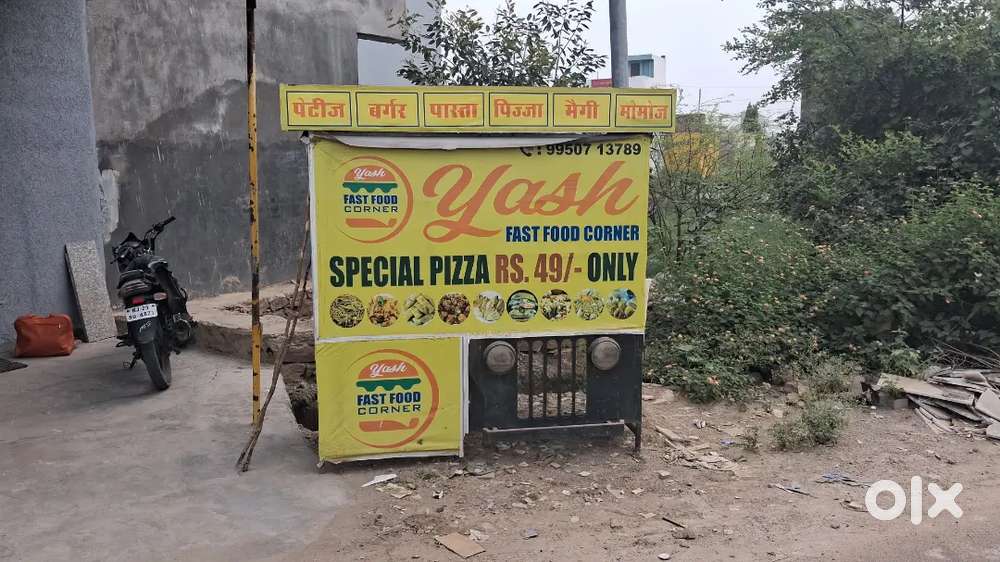 पेटीज बर्गर पास्ता पिज्जा मैगी मोमोज
: 99507 13789
Yash
FAST FOOD
CORNER
Yash
FAST FOOD CORNER
SPECIAL PIZZA RS. 49/- ONLY
Yash
FAST FOOD
CORNER
olx